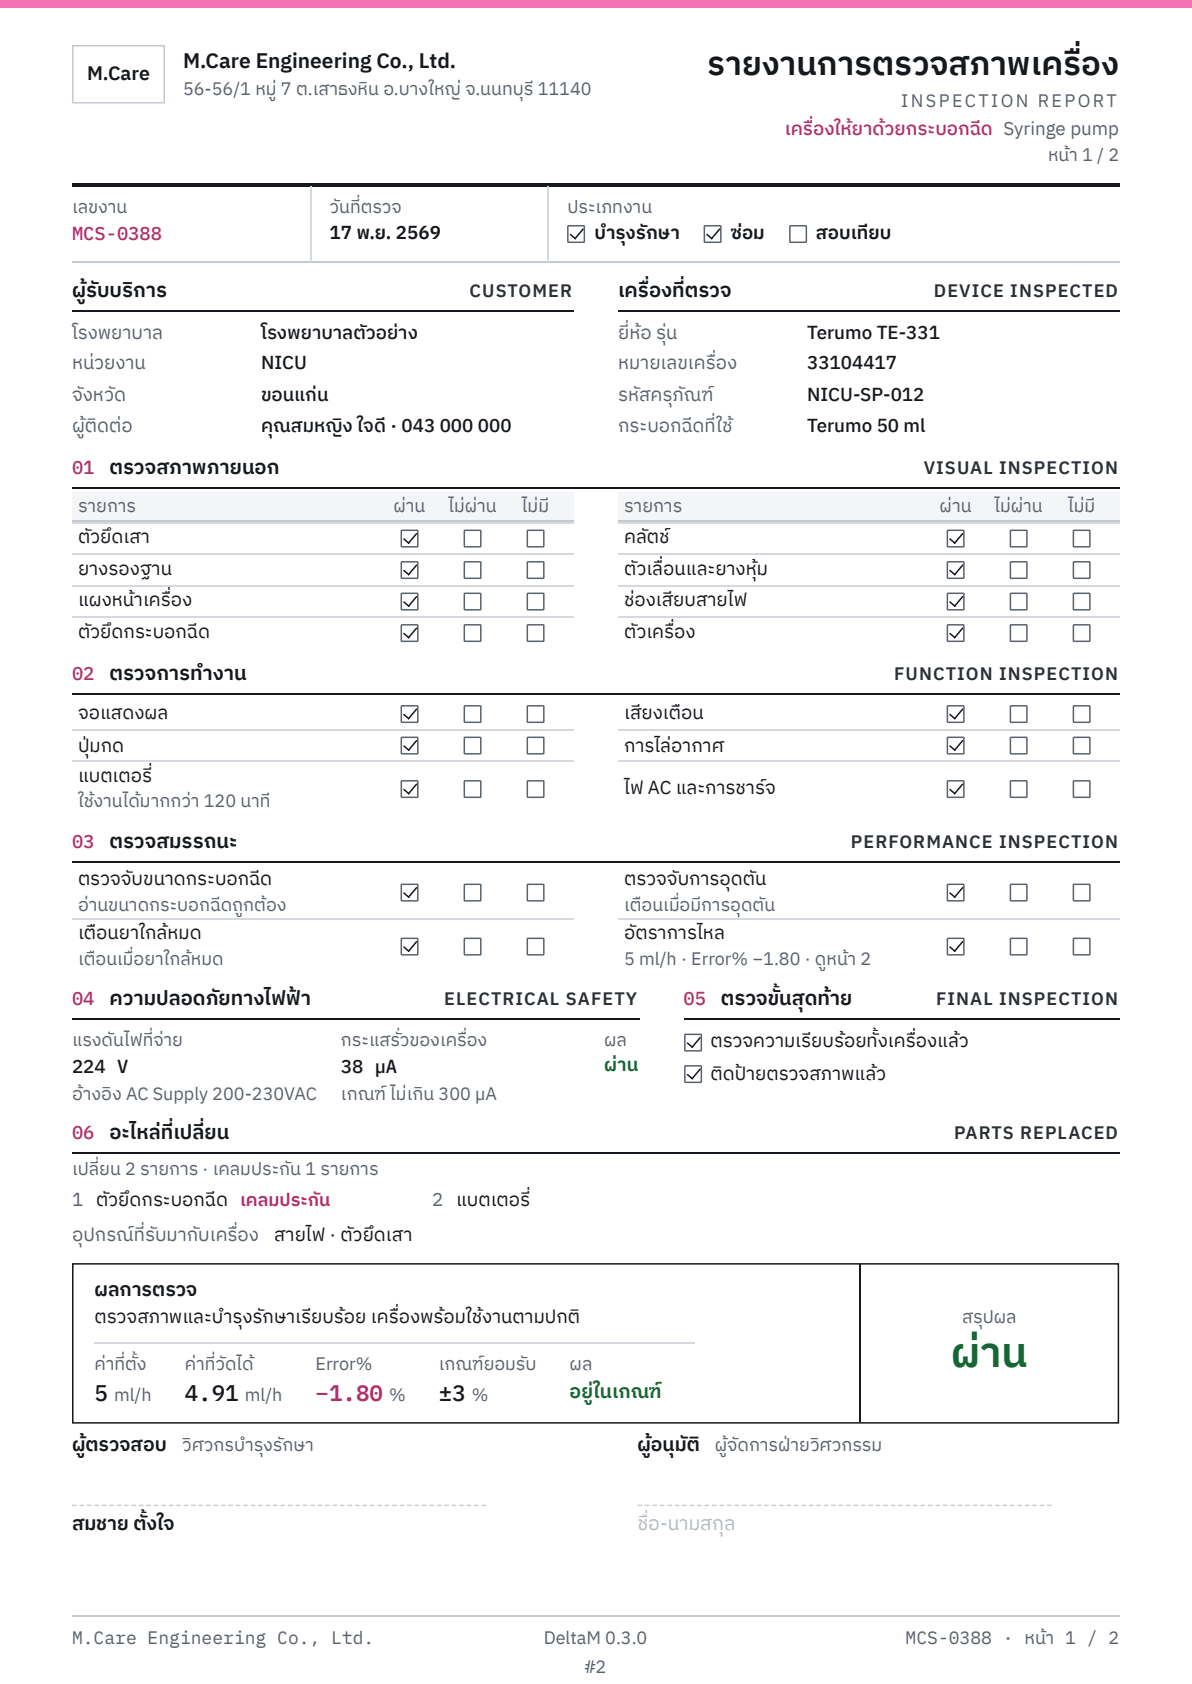 M.Care
M.Care Engineering Co., Ltd.
56-56/1 หมู่ 7 ต.เสาธงหิน อ.บางใหญ่ จ.นนทบุรี 11140
รายงานการตรวจสภาพเครื่อง
INSPECTION REPORT
เครื่องให้ยาด้วยกระบอกฉีด Syringe pump
หน้า 1 / 2
เลขงาน
MCS-0388
วันที่ตรวจ
17 พ.ย. 2569
ประเภทงาน
☑ บำรุงรักษา ☑ ซ่อม ☐ สอบเทียบ
ผู้รับบริการ CUSTOMER
โรงพยาบาล โรงพยาบาลตัวอย่าง
หน่วยงาน NICU
จังหวัด ขอนแก่น
ผู้ติดต่อ คุณสมหญิง ใจดี · 043 000 000
เครื่องที่ตรวจ DEVICE INSPECTED
ยี่ห้อ รุ่น Terumo TE-331
หมายเลขเครื่อง 33104417
รหัสครุภัณฑ์ NICU-SP-012
กระบอกฉีดที่ใช้ Terumo 50 ml
01 ตรวจสภาพภายนอก VISUAL INSPECTION
รายการ ผ่าน ไม่ผ่าน ไม่มี
ตัวยึดเสา ☑ ☐ ☐
ยางรองฐาน ☑ ☐ ☐
แผงหน้าเครื่อง ☑ ☐ ☐
ตัวยึดกระบอกฉีด ☑ ☐ ☐
รายการ ผ่าน ไม่ผ่าน ไม่มี
คลัตช์ ☑ ☐ ☐
ตัวเลื่อนและยางหุ้ม ☑ ☐ ☐
ช่องเสียบสายไฟ ☑ ☐ ☐
ตัวเครื่อง ☑ ☐ ☐
02 ตรวจการทำงาน FUNCTION INSPECTION
จอแสดงผล ☑ ☐ ☐
ปุ่มกด ☑ ☐ ☐
แบตเตอรี่ ☑ ☐ ☐
ใช้งานได้มากกว่า 120 นาที
เสียงเตือน ☑ ☐ ☐
การไล่อากาศ ☑ ☐ ☐
ไฟ AC และการชาร์จ ☑ ☐ ☐
03 ตรวจสมรรถนะ PERFORMANCE INSPECTION
ตรวจจับขนาดกระบอกฉีด ☑ ☐ ☐
อ่านขนาดกระบอกฉีดถูกต้อง
เตือนยาใกล้หมด ☑ ☐ ☐
เตือนเมื่อยาใกล้หมด
ตรวจจับการอุดตัน ☑ ☐ ☐
เตือนเมื่อมีการอุดตัน
อัตราการไหล ☑ ☐ ☐
5 ml/h · Error% −1.80 · ดูหน้า 2
04 ความปลอดภัยทางไฟฟ้า ELECTRICAL SAFETY
แรงดันไฟที่จ่าย
224 V
อ้างอิง AC Supply 200-230VAC
กระแสรั่วของเครื่อง
38 µA
เกณฑ์ ไม่เกิน 300 µA
ผล
ผ่าน
05 ตรวจขั้นสุดท้าย FINAL INSPECTION
☑ ตรวจความเรียบร้อยทั้งเครื่องแล้ว
☑ ติดป้ายตรวจสภาพแล้ว
06 อะไหล่ที่เปลี่ยน PARTS REPLACED
เปลี่ยน 2 รายการ · เคลมประกัน 1 รายการ
1 ตัวยึดกระบอกฉีด เคลมประกัน 2 แบตเตอรี่
อุปกรณ์ที่รับมากับเครื่อง สายไฟ · ตัวยึดเสา
ผลการตรวจ
ตรวจสภาพและบำรุงรักษาเรียบร้อย เครื่องพร้อมใช้งานตามปกติ
ค่าที่ตั้ง ค่าที่วัดได้ Error% เกณฑ์ยอมรับ ผล
5 ml/h 4.91 ml/h −1.80 % ±3 % อยู่ในเกณฑ์
สรุปผล
ผ่าน
ผู้ตรวจสอบ วิศวกรบำรุงรักษา
สมชาย ตั้งใจ
ผู้อนุมัติ ผู้จัดการฝ่ายวิศวกรรม
ชื่อ-นามสกุล
M.Care Engineering Co., Ltd. DeltaM 0.3.0 MCS-0388 · หน้า 1 / 2
#2